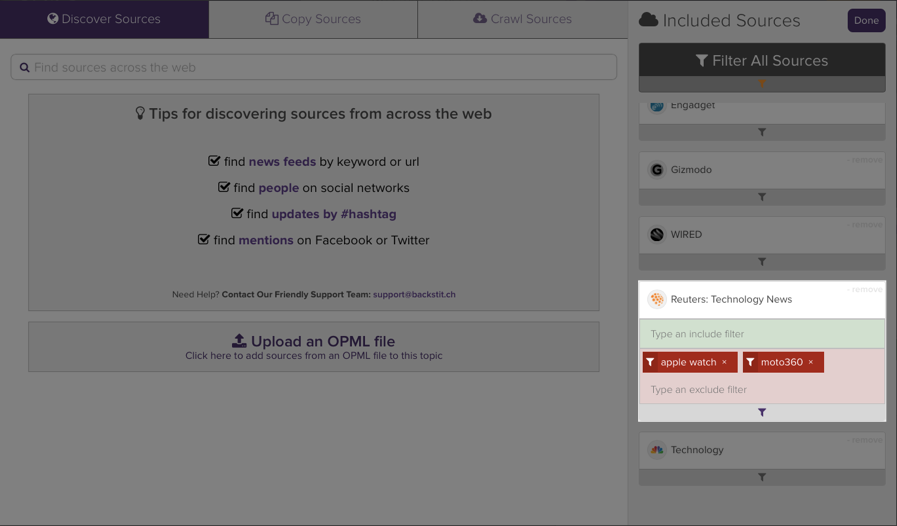 Discover Sources
Copy Sources
Crawl Sources
Find sources across the web
Tips for discovering sources from across the web
find news feeds by keyword or url
find people on social networks
find updates by #hashtag
find mentions on Facebook or Twitter
Need Help? Contact Our Friendly Support Team: support@backstit.ch
Upload an OPML file
Click here to add sources from an OPML file to this topic
Included Sources
Done
Filter All Sources
Engadget
- remove
Gizmodo
- remove
WIRED
- remove
Reuters: Technology News
Type an include filter
apple watch × moto360 ×
Type an exclude filter
- remove
Technology